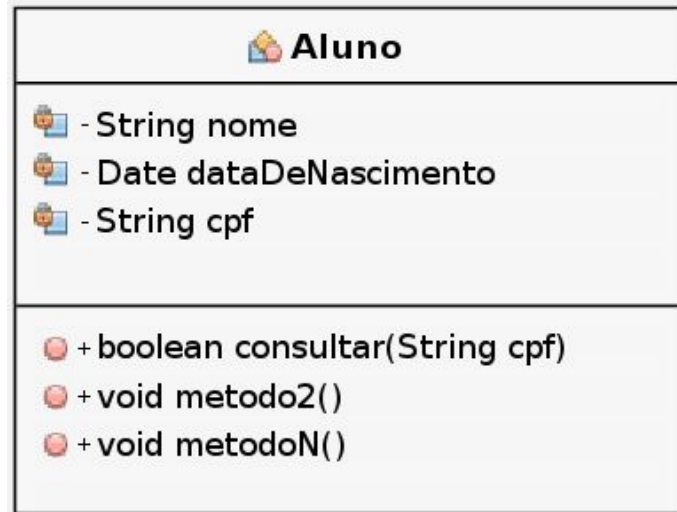 Aluno
- String nome
- Date dataDeNascimento
- String cpf
+ boolean consultar(String cpf)
+ void metodo2()
+ void metodoN()